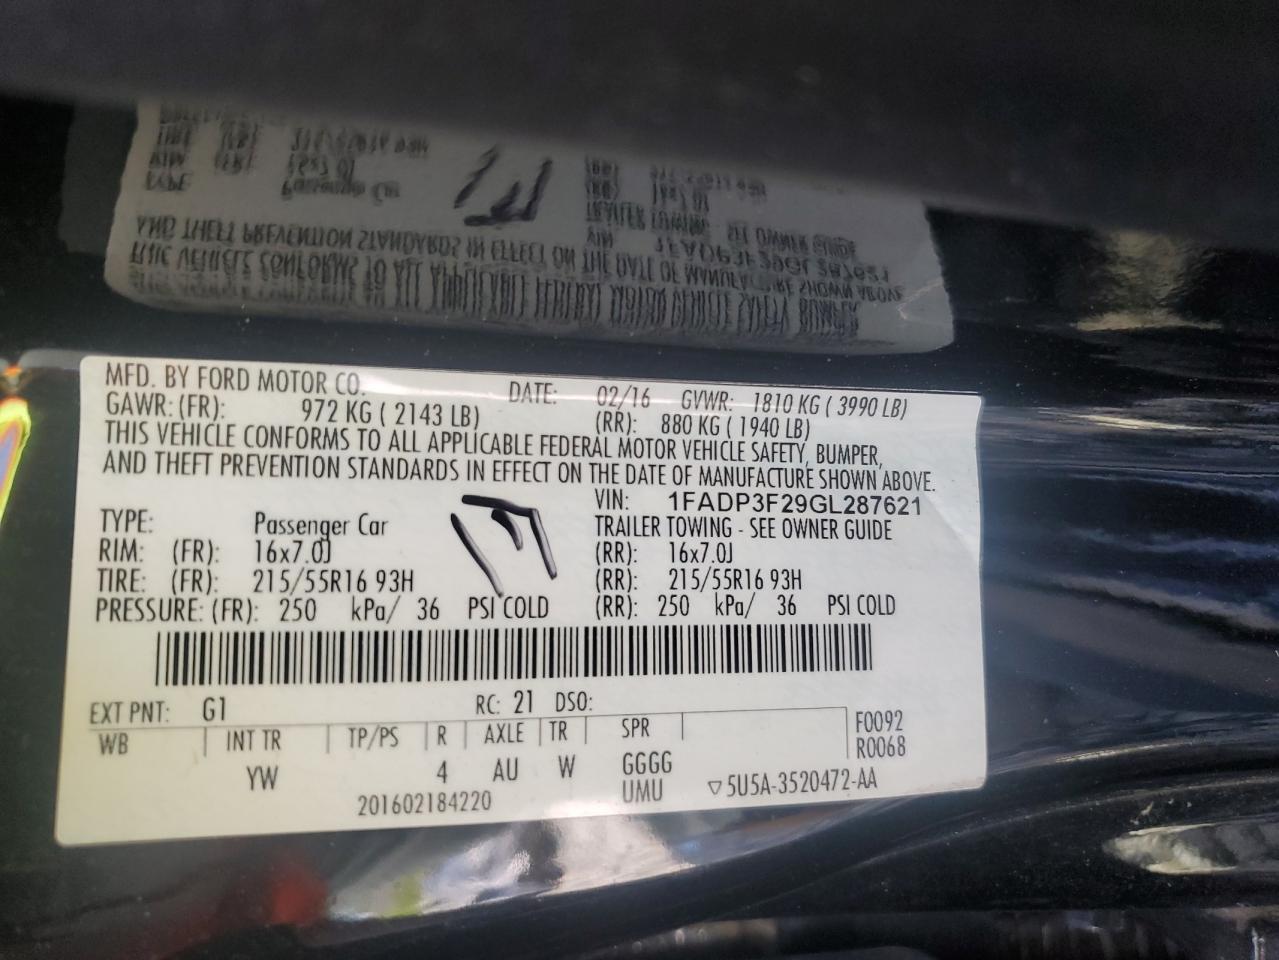 MFD. BY FORD MOTOR CO. DATE: 02/16 GVWR: 1810 KG ( 3990 LB)
GAWR: (FR): 972 KG ( 2143 LB) (RR): 880 KG ( 1940 LB)
THIS VEHICLE CONFORMS TO ALL APPLICABLE FEDERAL MOTOR VEHICLE SAFETY, BUMPER,
AND THEFT PREVENTION STANDARDS IN EFFECT ON THE DATE OF MANUFACTURE SHOWN ABOVE.
VIN: 1FADP3F29GL287621
TYPE: Passenger Car TRAILER TOWING - SEE OWNER GUIDE
RIM: (FR): 16x7.0J (RR): 16x7.0J
TIRE: (FR): 215/55R16 93H (RR): 215/55R16 93H
PRESSURE: (FR): 250 kPa/ 36 PSI COLD (RR): 250 kPa/ 36 PSI COLD
EXT PNT: G1 RC: 21 DSO:
WB INT TR TP/PS R AXLE TR SPR F0092
R0068
YW 4 AU W GGGG
UMU ▽5U5A-3520472-AA
201602184220